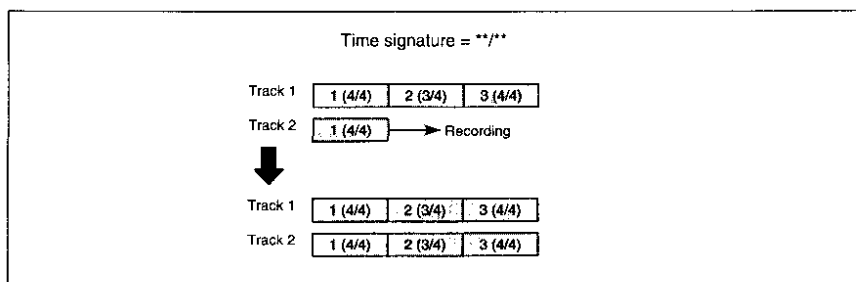 Time signature = **/**
Track 1 1 (4/4) 2 (3/4) 3 (4/4)
Track 2 1 (4/4) Recording
Track 1 1 (4/4) 2 (3/4) 3 (4/4)
Track 2 1 (4/4) 2 (3/4) 3 (4/4)